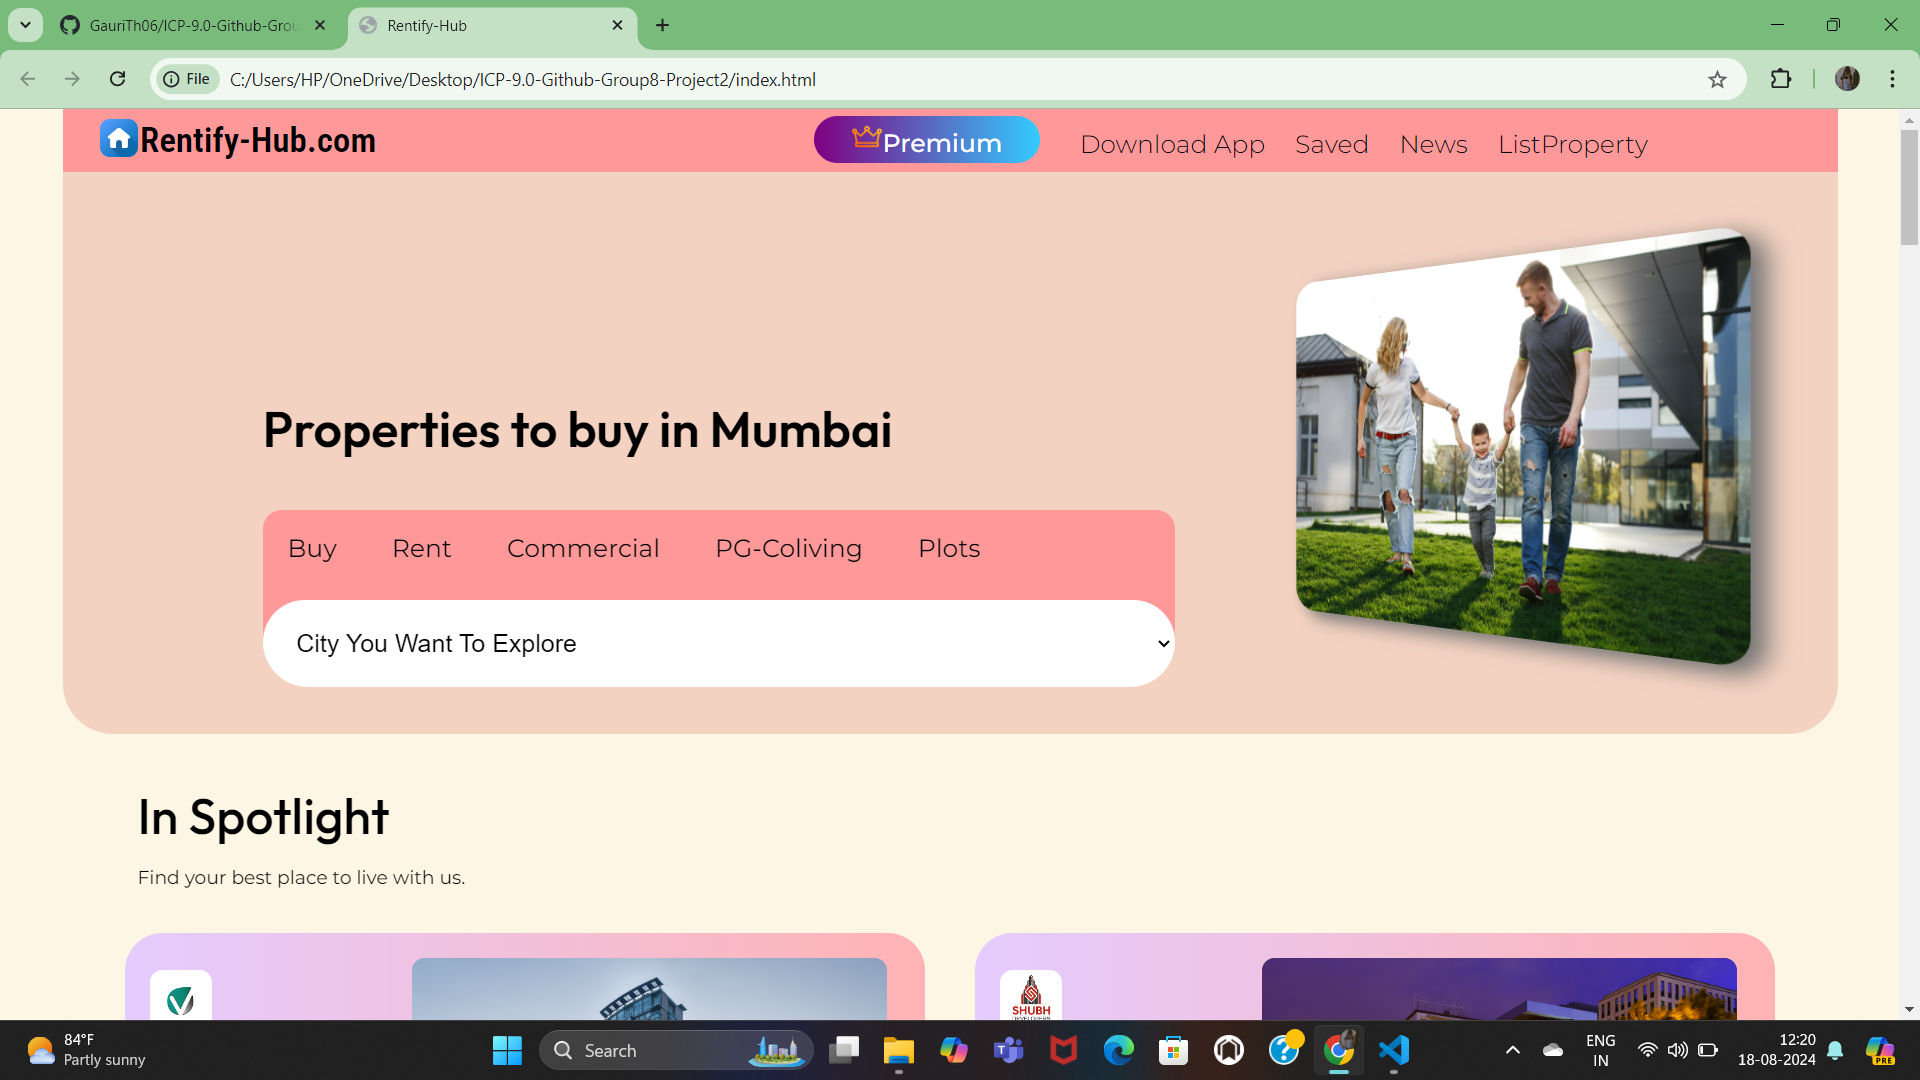 GauriTh06/ICP-9.0-Github-Grou
Rentify-Hub
File
C:/Users/HP/OneDrive/Desktop/ICP-9.0-Github-Group8-Project2/index.html
Rentify-Hub.com
Premium
Download App
Saved
News
ListProperty
Properties to buy in Mumbai
Buy
Rent
Commercial
PG-Coliving
Plots
City You Want To Explore
In Spotlight
Find your best place to live with us.
SHUBH
DEVELOPERS
84°F
Partly sunny
Search
ENG
IN
12:20
18-08-2024
PRE